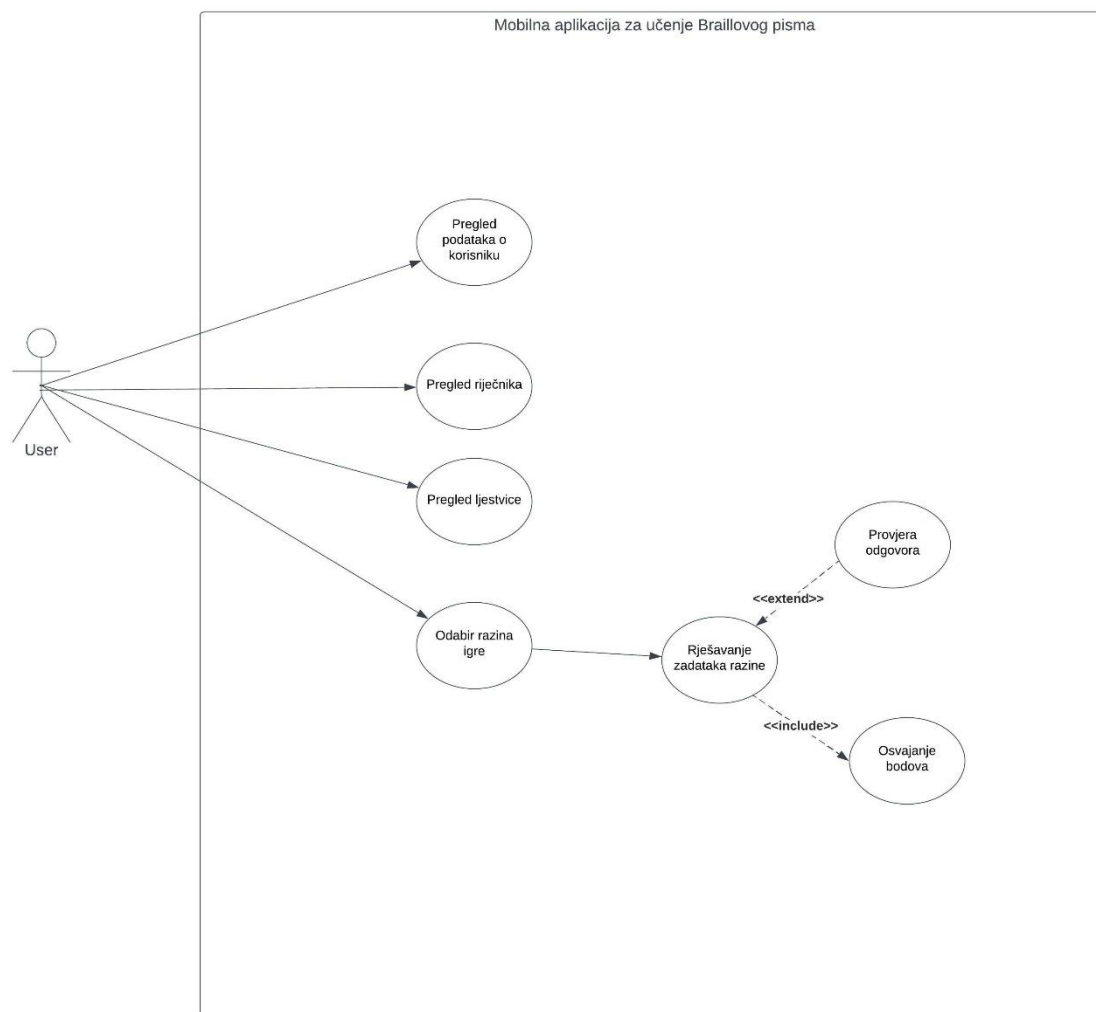 Mobilna aplikacija za učenje Braillovog pisma
Pregled
podataka o
korisniku
Pregled riječnika
User
Pregled ljestvice
Provjera
odgovora
<<extend>>
Odabir razina
igre
Rješavanje
zadataka razine
<<include>>
Osvajanje
bodova